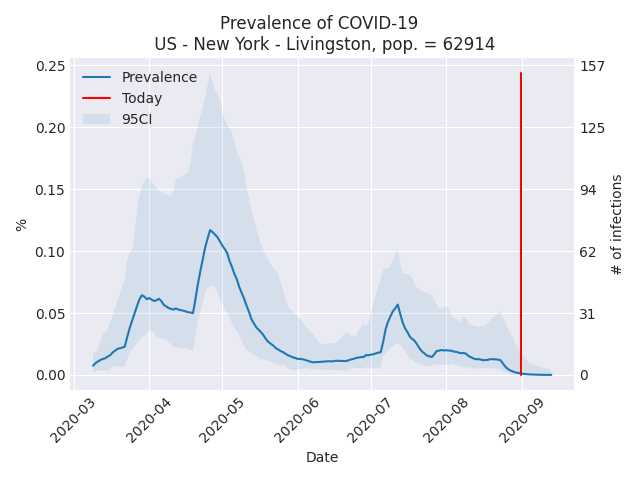 Prevalence of COVID-19
US - New York - Livingston, pop. = 62914
0.25
0.20
0.15
0.10
0.05
0.00
%
157
125
94
62
31
0
# of infections
Prevalence
Today
95CI
2020-03
2020-04
2020-05
2020-06
2020-07
2020-08
2020-09
Date